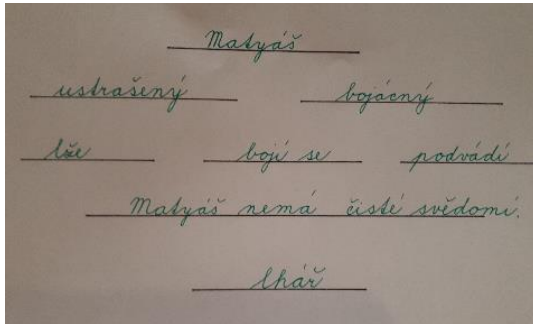 Matyáš
ustrašený bojácný
lže bojí se podvádí
Matyáš nemá čisté svědomí.
lhář